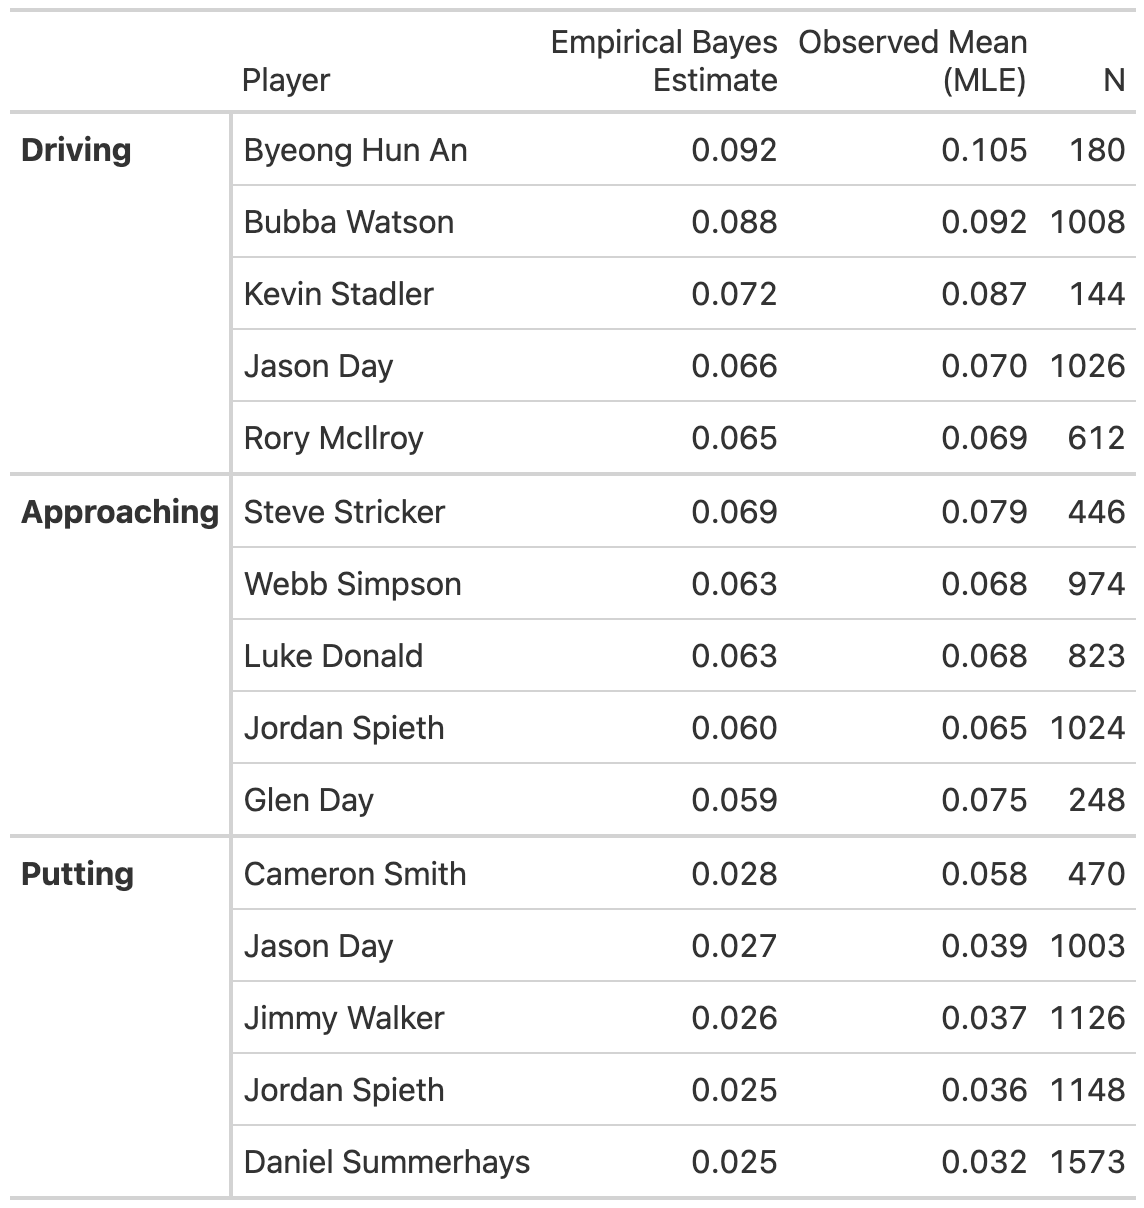 Player Empirical Bayes Estimate Observed Mean (MLE) N
Driving Byeong Hun An 0.092 0.105 180
Bubba Watson 0.088 0.092 1008
Kevin Stadler 0.072 0.087 144
Jason Day 0.066 0.070 1026
Rory McIlroy 0.065 0.069 612
Approaching Steve Stricker 0.069 0.079 446
Webb Simpson 0.063 0.068 974
Luke Donald 0.063 0.068 823
Jordan Spieth 0.060 0.065 1024
Glen Day 0.059 0.075 248
Putting Cameron Smith 0.028 0.058 470
Jason Day 0.027 0.039 1003
Jimmy Walker 0.026 0.037 1126
Jordan Spieth 0.025 0.036 1148
Daniel Summerhays 0.025 0.032 1573